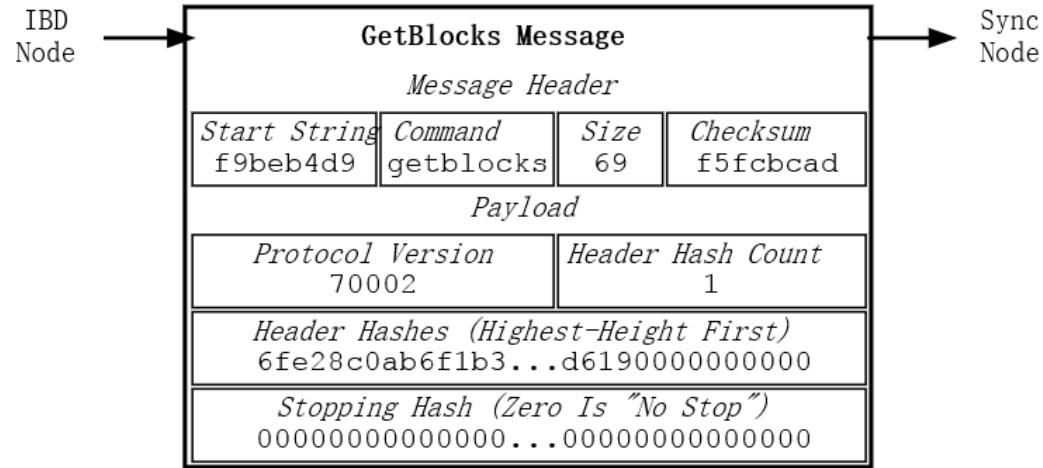 IBD
Node
GetBlocks Message
Sync
Node
Message Header
Start String Command Size Checksum
f9beb4d9 getblocks 69 f5fcbcad
Payload
Protocol Version Header Hash Count
70002 1
Header Hashes (Highest-Height First)
6fe28c0ab6f1b3...d6190000000000
Stopping Hash (Zero Is "No Stop")
00000000000000...00000000000000